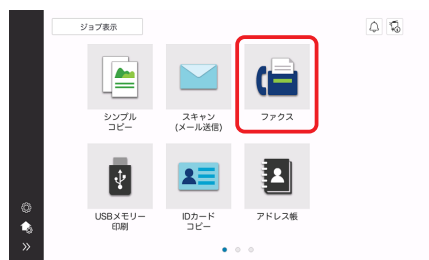 ジョブ表示
シンプル
コピー
スキャン
(メール送信)
ファクス
USBメモリー
印刷
IDカード
コピー
アドレス帳